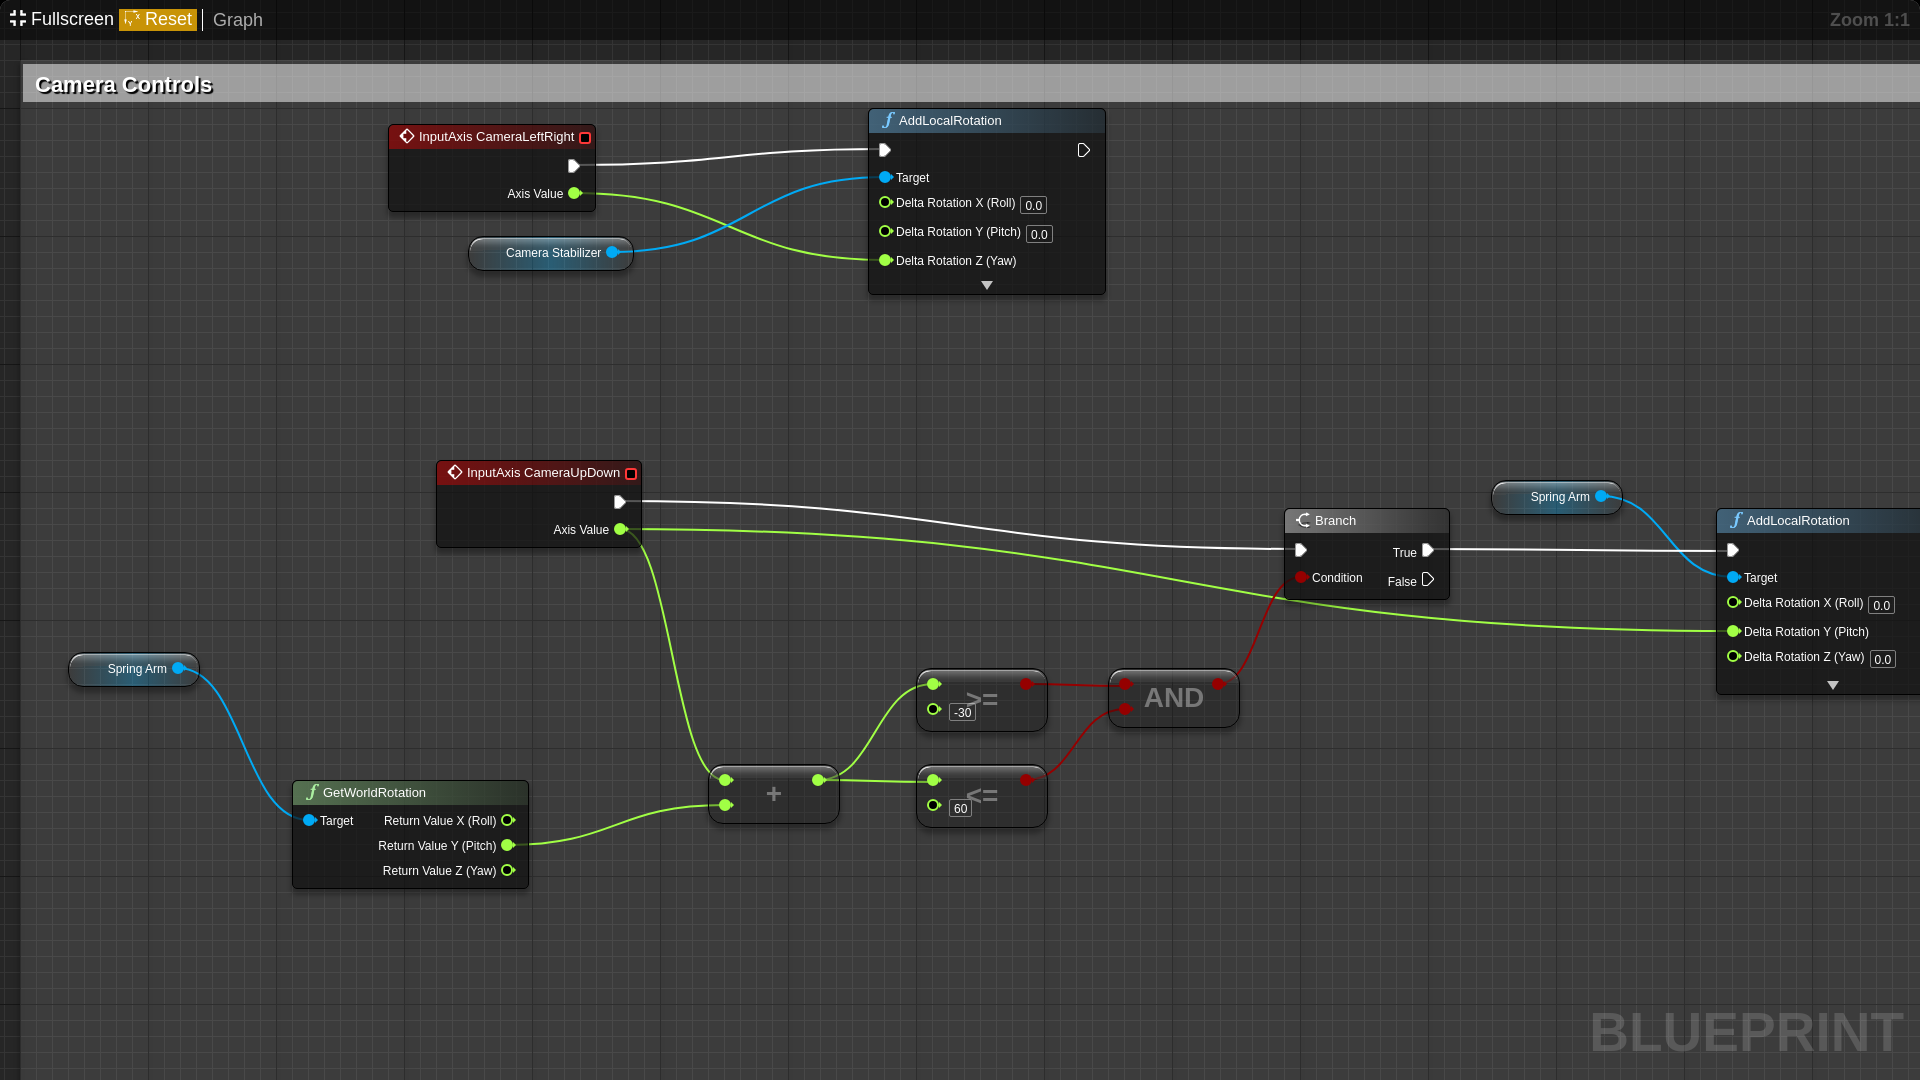 Fullscreen Reset Graph Zoom 1:1
Camera Controls
InputAxis CameraLeftRight
Axis Value
Camera Stabilizer
AddLocalRotation
Target
Delta Rotation X (Roll) 0.0
Delta Rotation Y (Pitch) 0.0
Delta Rotation Z (Yaw)
InputAxis CameraUpDown
Axis Value
Branch
True
Condition False
Spring Arm
AddLocalRotation
Target
Delta Rotation X (Roll) 0.0
Delta Rotation Y (Pitch)
Delta Rotation Z (Yaw) 0.0
Spring Arm
GetWorldRotation
Target Return Value X (Roll)
Return Value Y (Pitch)
Return Value Z (Yaw)
+
>=
-30
<=
60
AND
BLUEPRINT